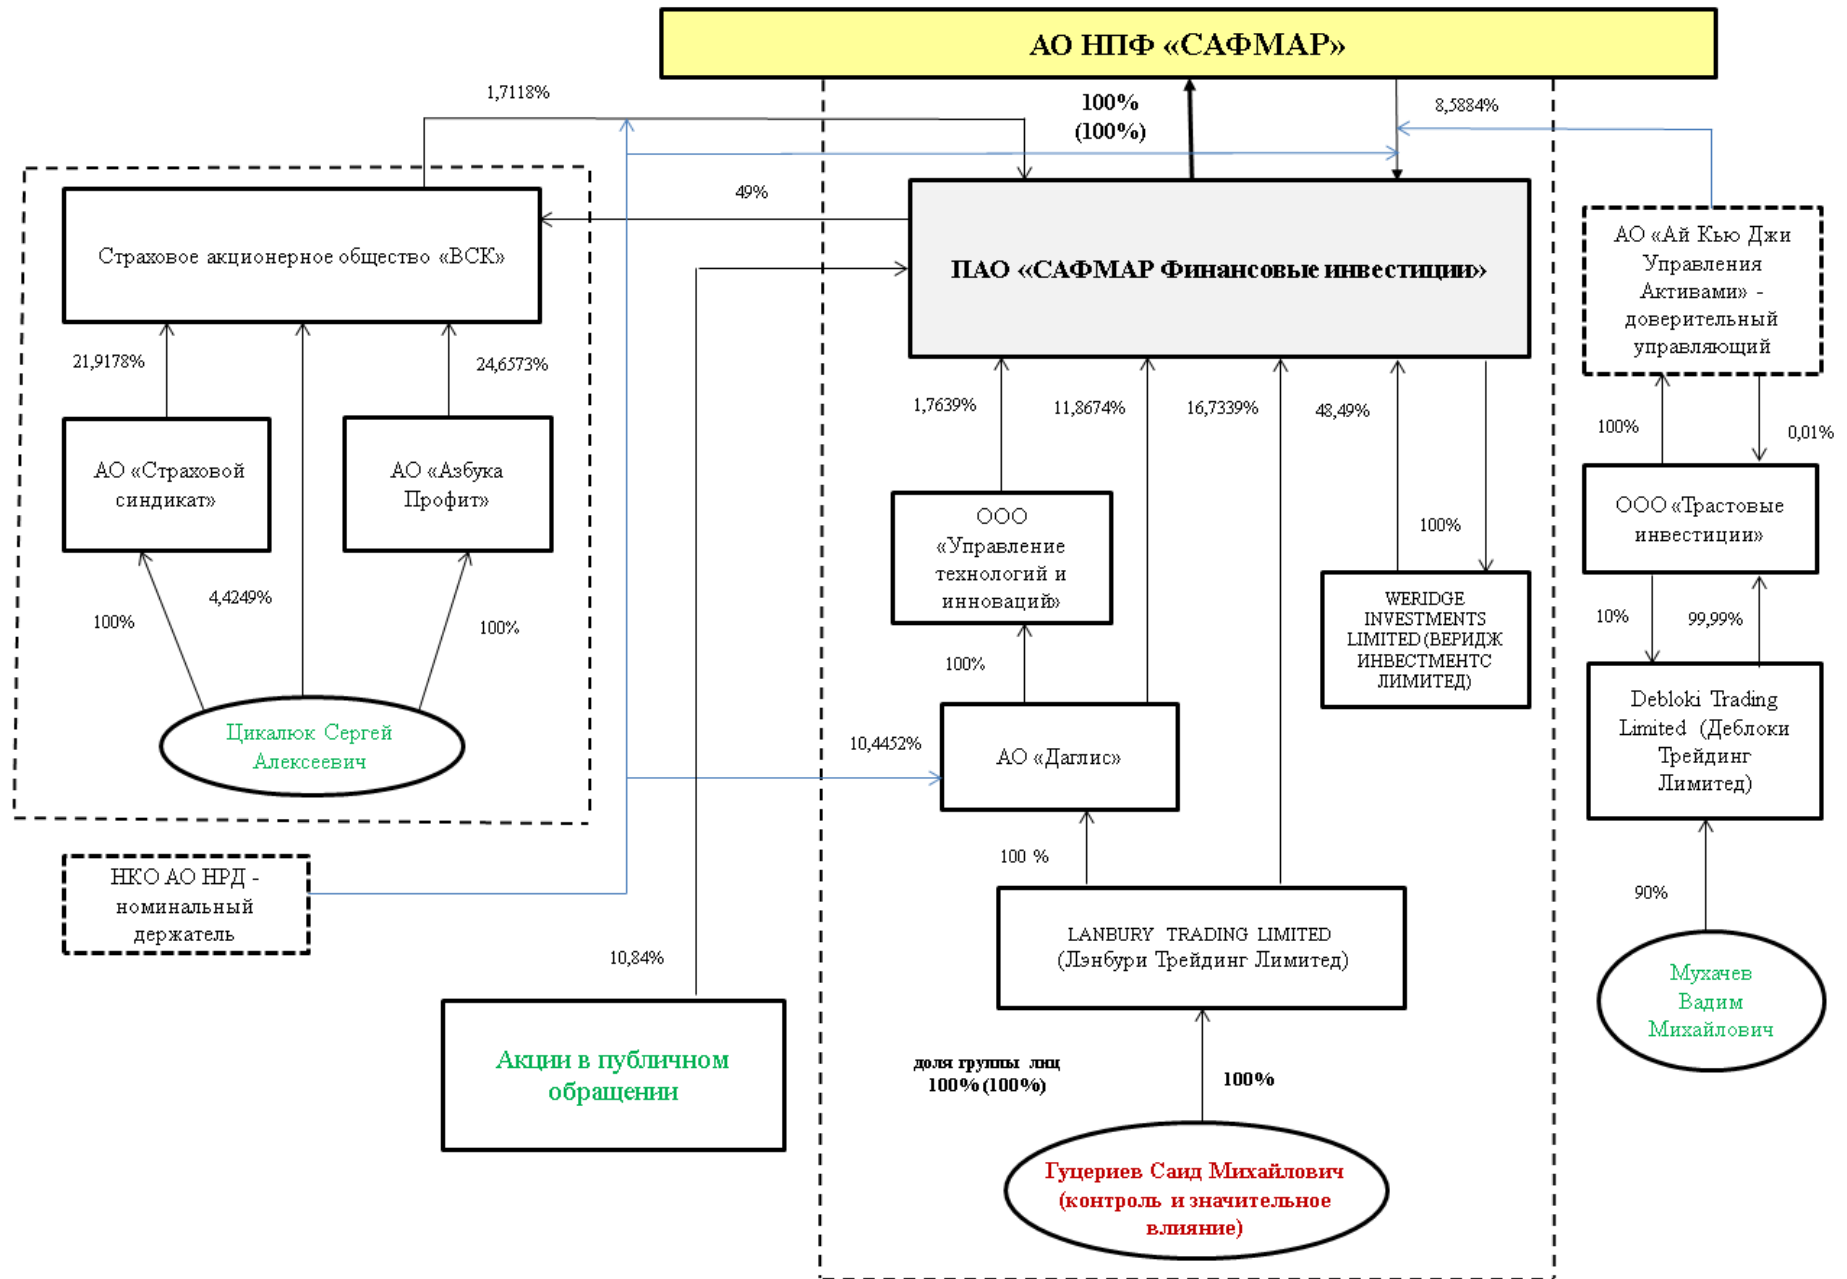 АО НПФ «САФМАР»
1,7118%
100%
(100%)
8,5884%
49%
Страховое акционерное общество «ВСК»
ПАО «САФМАР Финансовые инвестиции»
АО «Ай Кью Джи
Управления
Активами» -
доверительный
управляющий
21,9178%
24,6573%
1,7639%
11,8674%
16,7339%
48,49%
100%
0,01%
АО «Страховой
синдикат»
АО «Азбука
Профит»
ООО
«Управление
технологий и
инноваций»
100%
ООО «Трастовые
инвестиции»
WERIDGE
INVESTMENTS
LIMITED (ВЕРИДЖ
ИНВЕСТМЕНТС
ЛИМИТЕД)
100%
4,4249%
100%
10%
99,99%
100%
Debloki Trading
Limited (Деблоки
Трейдинг
Лимитед)
Цикалюк Сергей
Алексеевич
10,4452%
АО «Даглис»
100 %
НКО АО НРД -
номинальный
держатель
90%
LANBURY TRADING LIMITED
(Лэнбури Трейдинг Лимитед)
10,84%
Мухачев
Вадим
Михайлович
Акции в публичном
обращении
доля группы лиц
100% (100%)
100%
Гуцериев Саид Михайлович
(контроль и значительное
влияние)